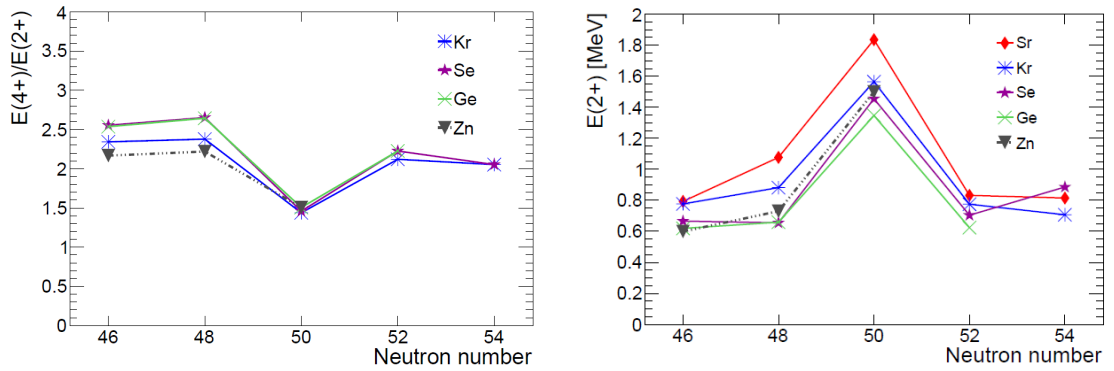 E(4+)/E(2+)
4
3.5
3
2.5
2
1.5
1
0.5
0
Kr
Se
Ge
Zn
46 48 50 52 54
Neutron number
E(2+) [MeV]
2
1.8
1.6
1.4
1.2
1
0.8
0.6
0.4
0.2
0
Sr
Kr
Se
Ge
Zn
46 48 50 52 54
Neutron number